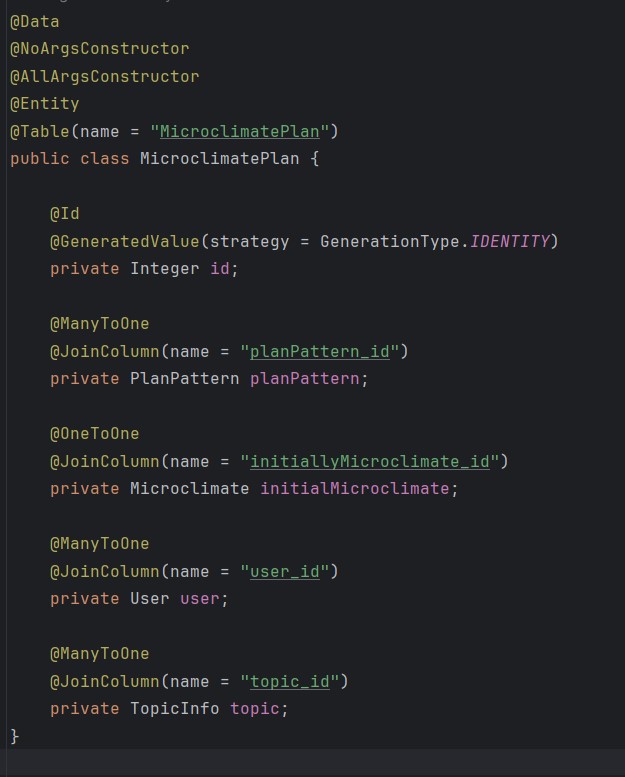 @Data
@NoArgsConstructor
@AllArgsConstructor
@Entity
@Table(name = "MicroclimatePlan")
public class MicroclimatePlan {
@Id
@GeneratedValue(strategy = GenerationType.IDENTITY)
private Integer id;
@ManyToOne
@JoinColumn(name = "planPattern_id")
private PlanPattern planPattern;
@OneToOne
@JoinColumn(name = "initiallyMicroclimate_id")
private Microclimate initialMicroclimate;
@ManyToOne
@JoinColumn(name = "user_id")
private User user;
@ManyToOne
@JoinColumn(name = "topic_id")
private TopicInfo topic;
}